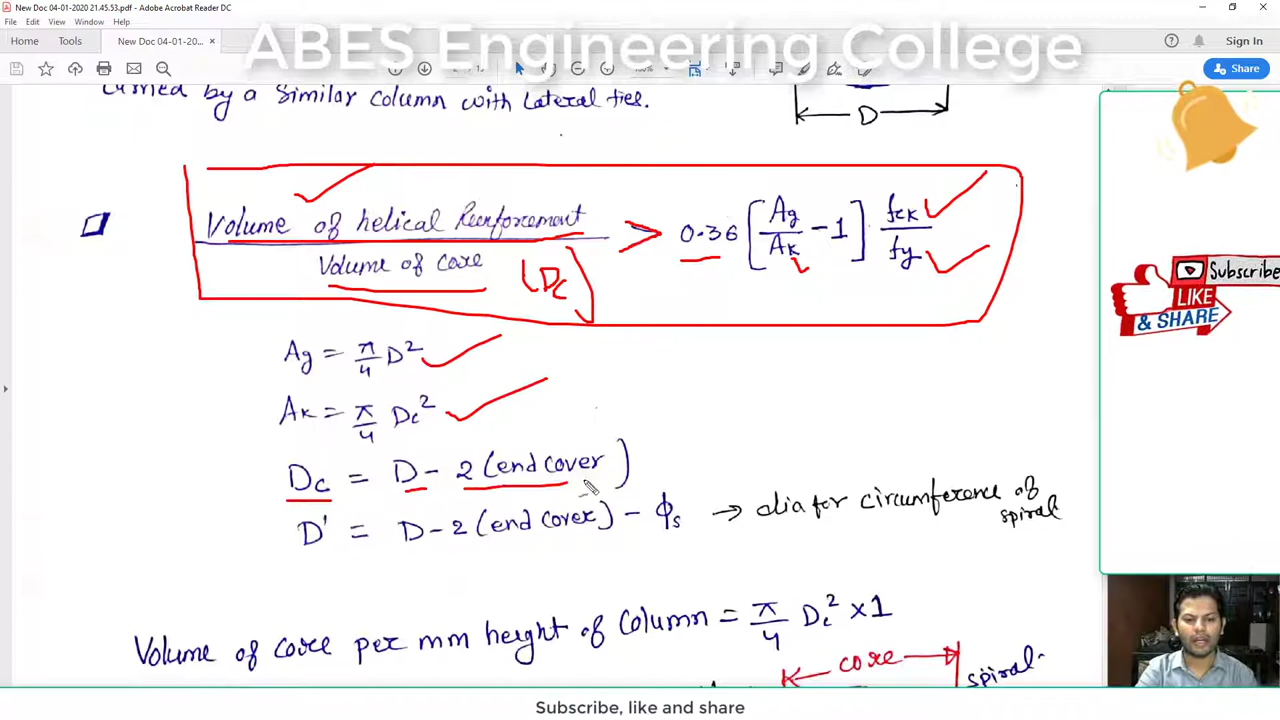 New Doc 04-01-2020 21.45.53.pdf - Adobe Acrobat Reader DC
File Edit View Window Help
ABES Engineering College
Home Tools New Doc 04-01-20... × Sign In
Share
carried by a Similar column with Lateral ties.
D
Volume of helical Reinforcement / Volume of core > 0.36 [Ag/Ak - 1] fck/fy
(Dc)
Ag = π/4 D²
Ak = π/4 Dc²
Dc = D - 2 (end cover)
D' = D - 2 (end cover) - ϕs → dia for circumference of spiral
Volume of core per mm height of Column = π/4 Dc² × 1
core
spiral
Subscribe
LIKE
& SHARE
Subscribe, like and share